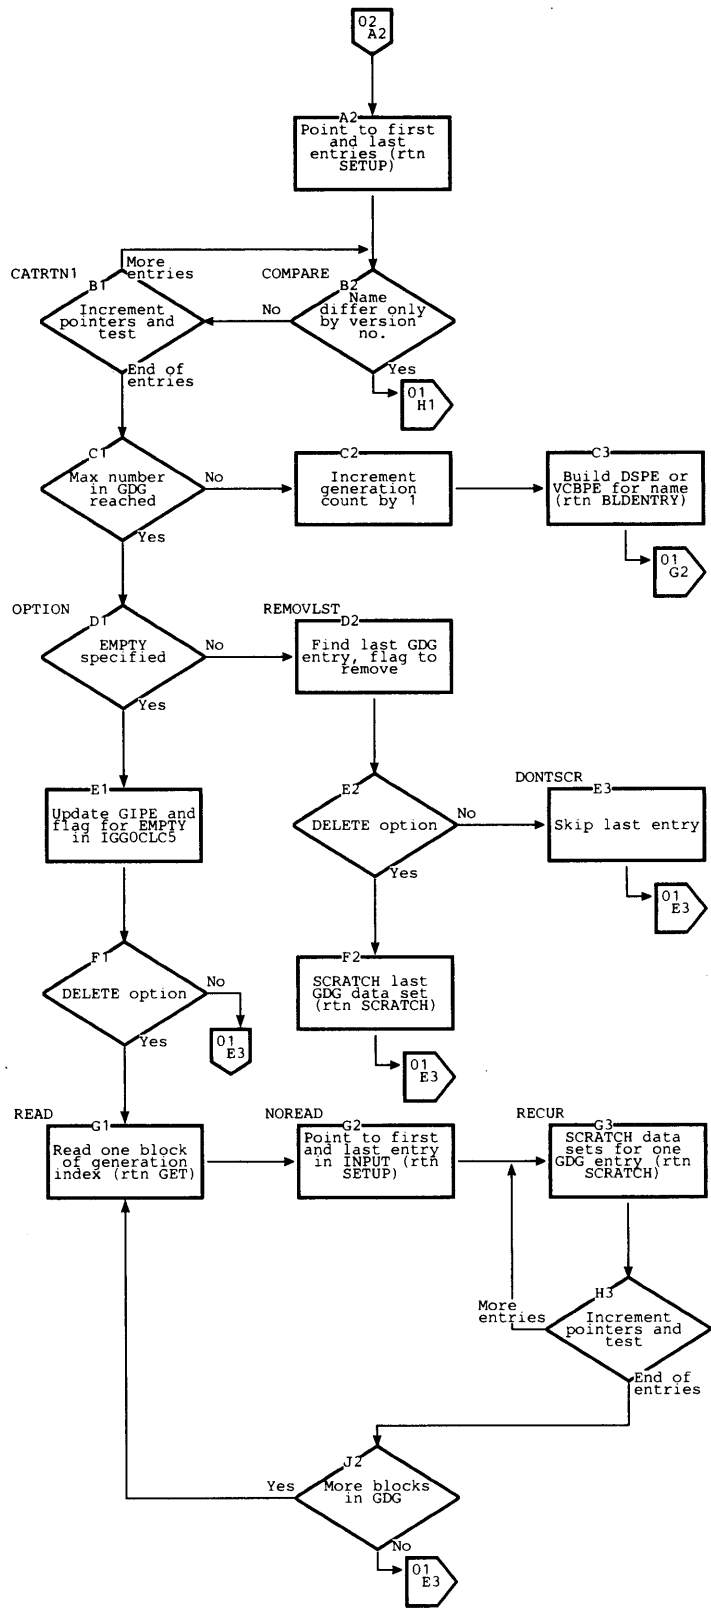 02
A2
A2
Point to first
and last
entries (rtn
SETUP)
More
entries
CATRTN1
COMPARE
B1
Increment
pointers and
test
No
B2
Name
differ only
by version
no.
End of
entries
Yes
01
H1
C1
Max number
in GDG
reached
No
C2
Increment
generation
count by 1
C3
Build DSPE or
VCBPE for name
(rtn BLDENTRY)
Yes
01
G2
OPTION
REMOVLST
D1
EMPTY
specified
No
D2
Find last GDG
entry, flag to
remove
Yes
E1
Update GIPE and
flag for EMPTY
in IGG0CLC5
E2
DELETE option
No
DONTSCR
E3
Skip last entry
Yes
01
E3
F1
DELETE option
No
F2
SCRATCH last
GDG data set
(rtn SCRATCH)
01
E3
Yes
01
E3
READ
NOREAD
RECUR
G1
Read one block
of generation
index (rtn GET)
G2
Point to first
and last entry
in INPUT (rtn
SETUP)
G3
SCRATCH data
sets for one
GDG entry (rtn
SCRATCH)
More
entries
H3
Increment
pointers and
test
End of
entries
J2
Yes
More blocks
in GDG
No
01
E3